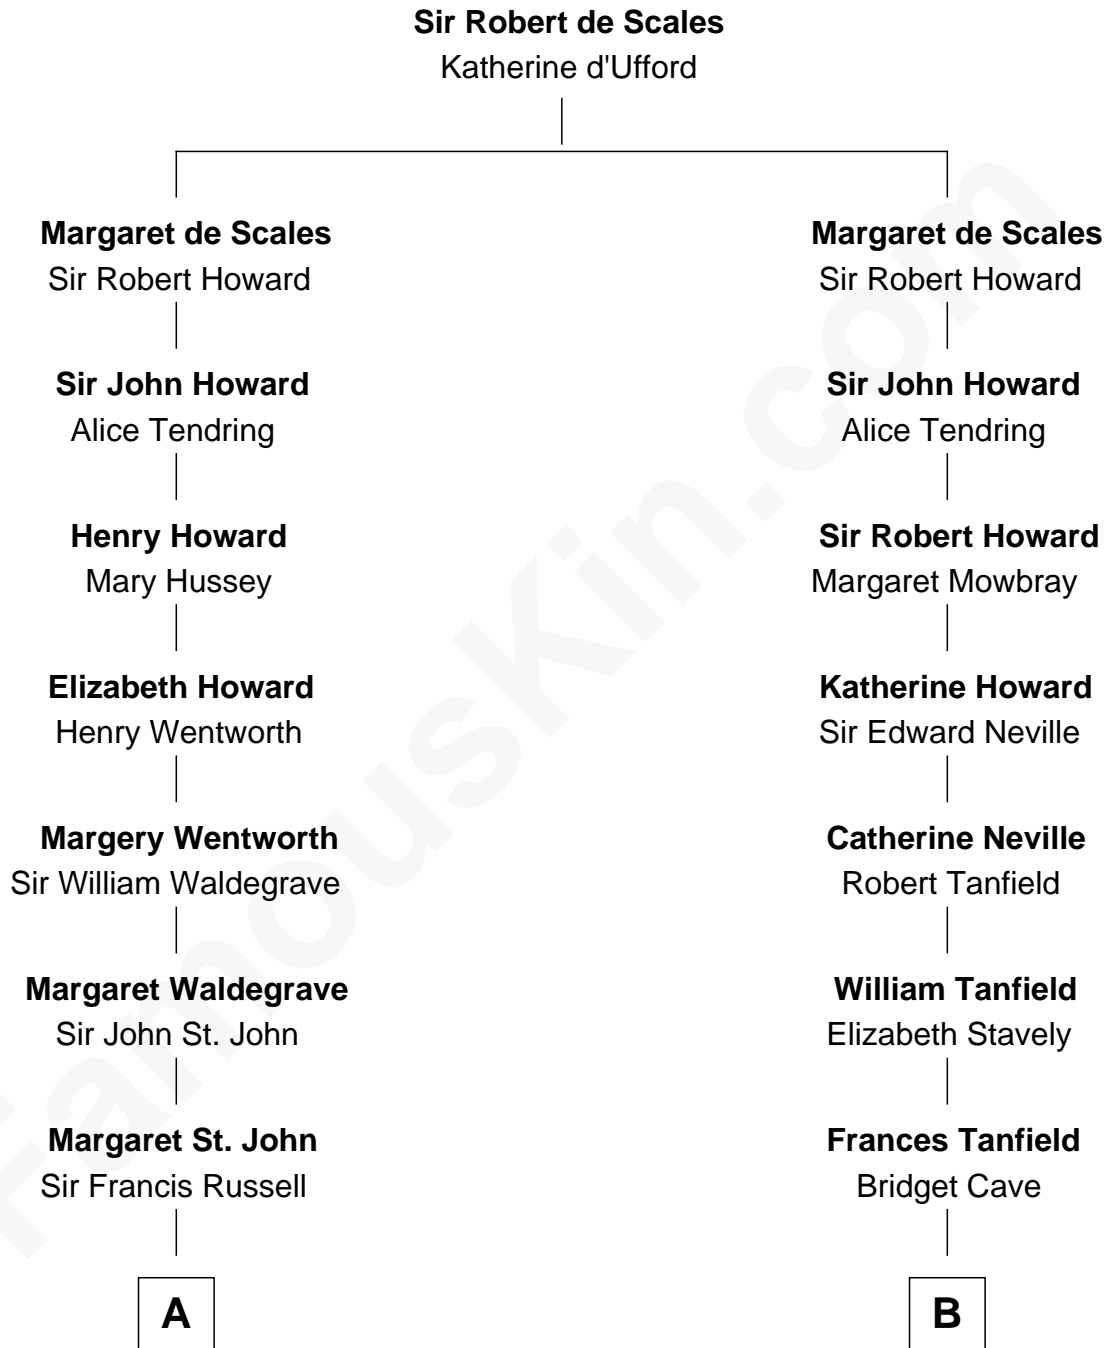 Sir Robert de Scales
Katherine d'Ufford
Margaret de Scales
Sir Robert Howard
Sir John Howard
Alice Tendring
Henry Howard
Mary Hussey
Elizabeth Howard
Henry Wentworth
Margery Wentworth
Sir William Waldegrave
Margaret Waldegrave
Sir John St. John
Margaret St. John
Sir Francis Russell
A
Margaret de Scales
Sir Robert Howard
Sir John Howard
Alice Tendring
Sir Robert Howard
Margaret Mowbray
Katherine Howard
Sir Edward Neville
Catherine Neville
Robert Tanfield
William Tanfield
Elizabeth Stavely
Frances Tanfield
Bridget Cave
B
FamousKin.com